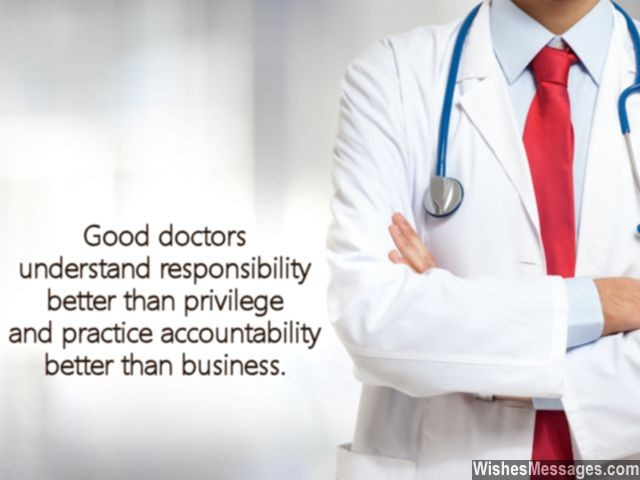 Good doctors
understand responsibility
better than privilege
and practice accountability
better than business.
WishesMessages.com